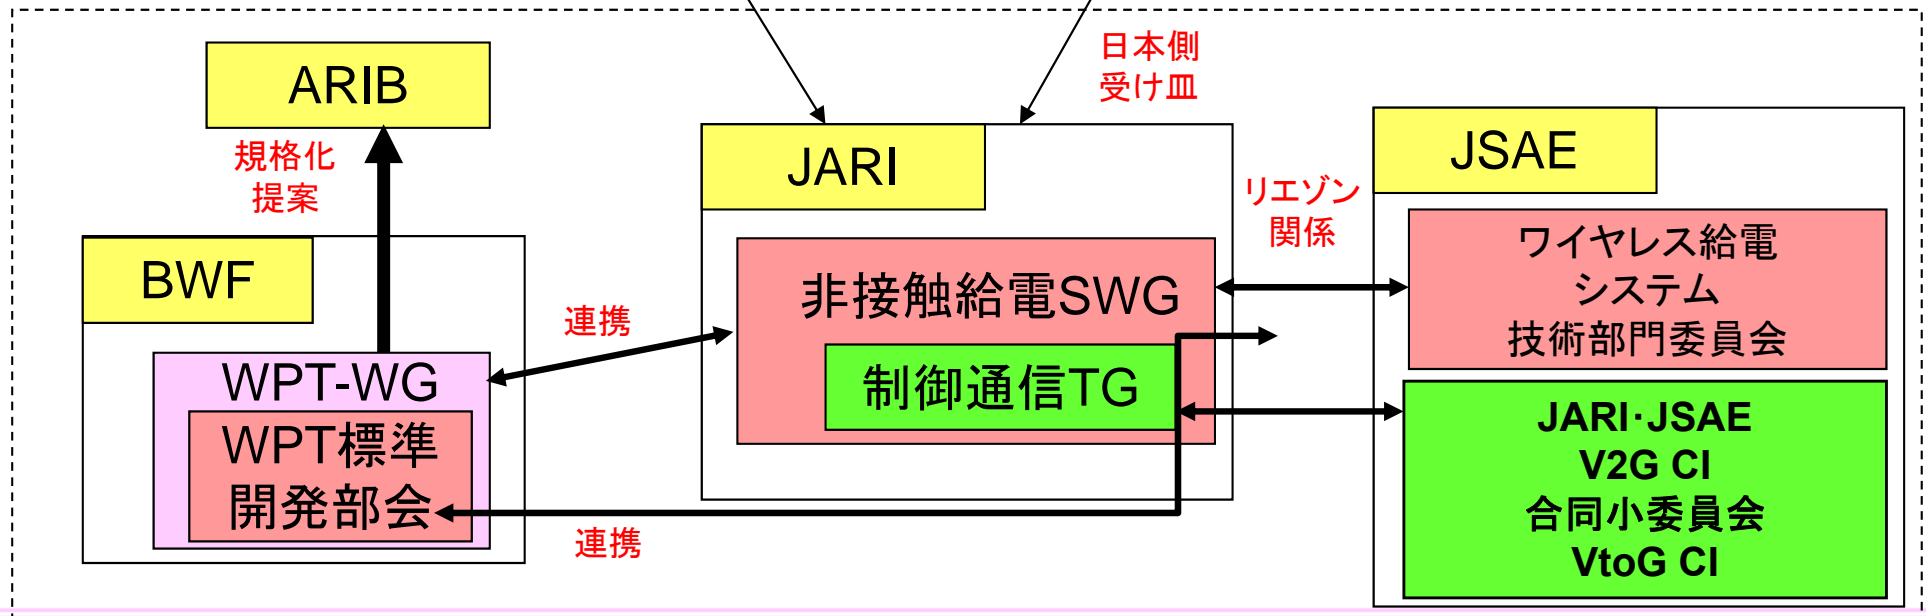 ARIB
規格化
提案
日本側
受け皿
JARI
JSAE
リエゾン
関係
BWF
非接触給電SWG
制御通信TG
連携
ワイヤレス給電
システム
技術部門委員会
WPT-WG
WPT標準
開発部会
連携
JARI･JSAE
V2G CI
合同小委員会
VtoG CI